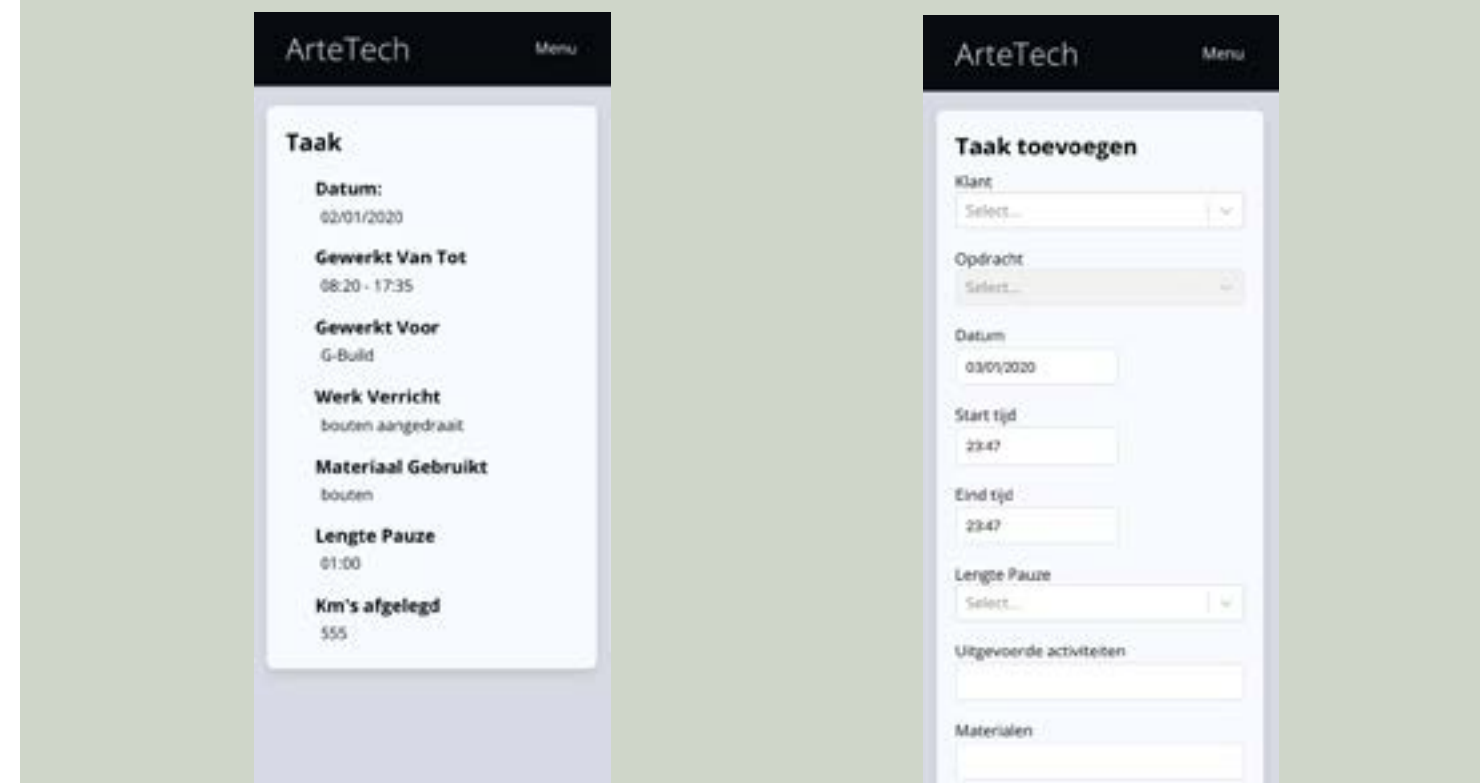 ArteTech
Menu
Taak
Datum:
02/01/2020
Gewerkt Van Tot
08:20 - 17:35
Gewerkt Voor
G-Build
Werk Verricht
bouten aangedraait
Materiaal Gebruikt
bouten
Lengte Pauze
01:00
Km's afgelegd
555
ArteTech
Menu
Taak toevoegen
Klant
Select...
Opdracht
Select...
Datum
03/01/2020
Start tijd
23:47
Eind tijd
23:47
Lengte Pauze
Select...
Uitgevoerde activiteiten
Materialen